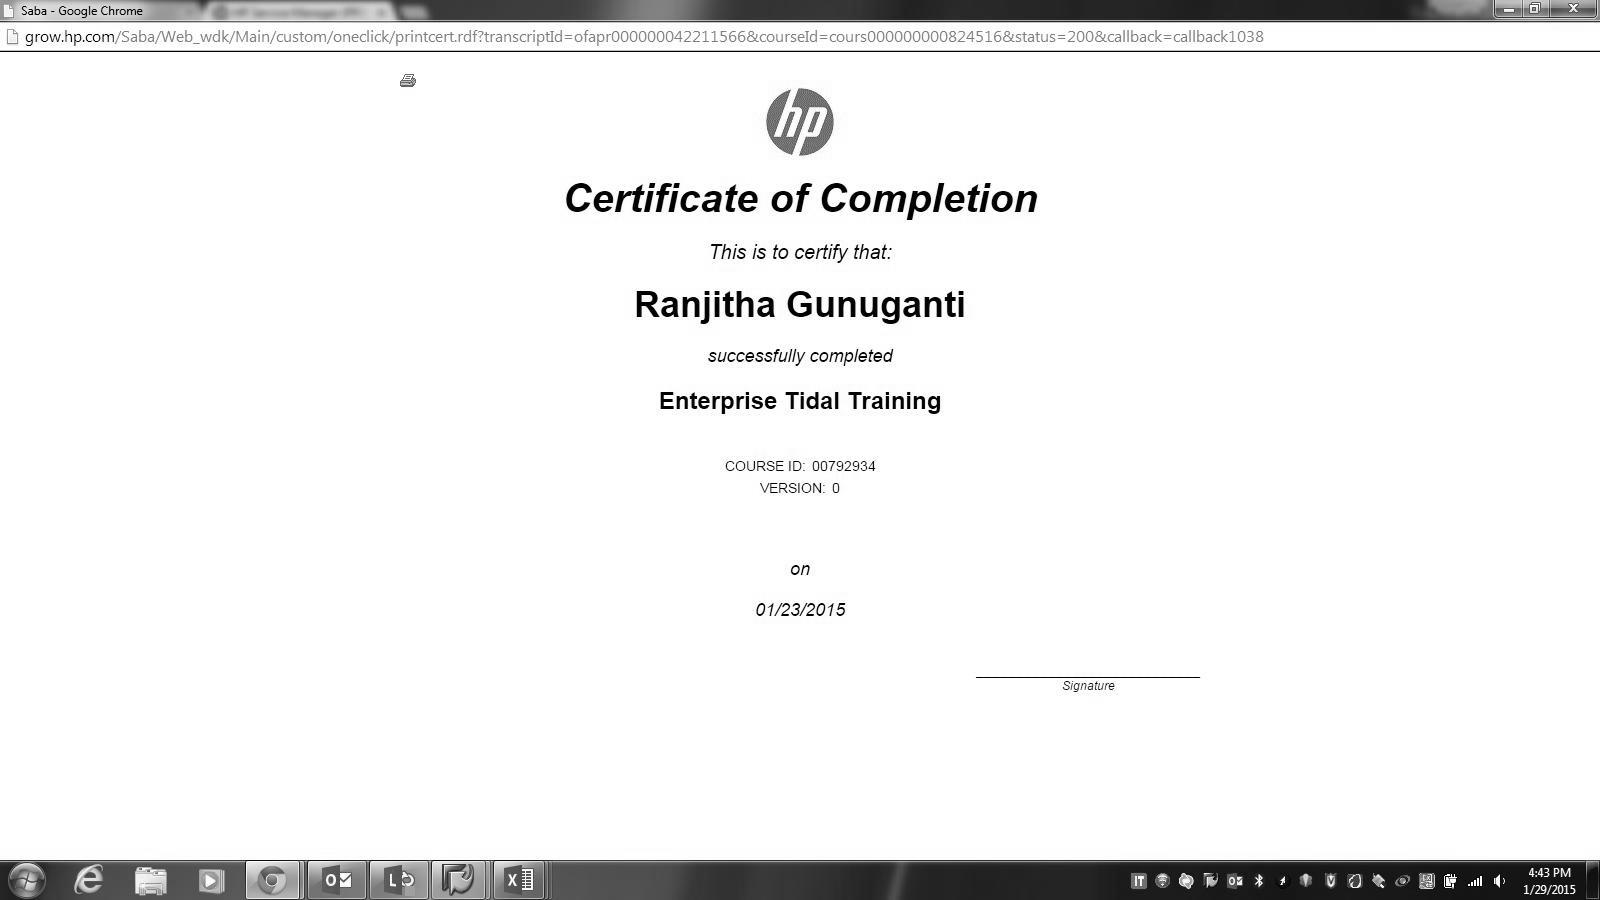 Saba - Google Chrome
grow.hp.com/Saba/Web_wdk/Main/custom/oneclick/printcert.rdf?transcriptId=ofapr000000042211566&courseId=cours000000000824516&status=200&callback=callback1038
hp
Certificate of Completion
This is to certify that:
Ranjitha Gunuganti
successfully completed
Enterprise Tidal Training
COURSE ID: 00792934
VERSION: 0
on
01/23/2015
Signature
4:43 PM
1/29/2015